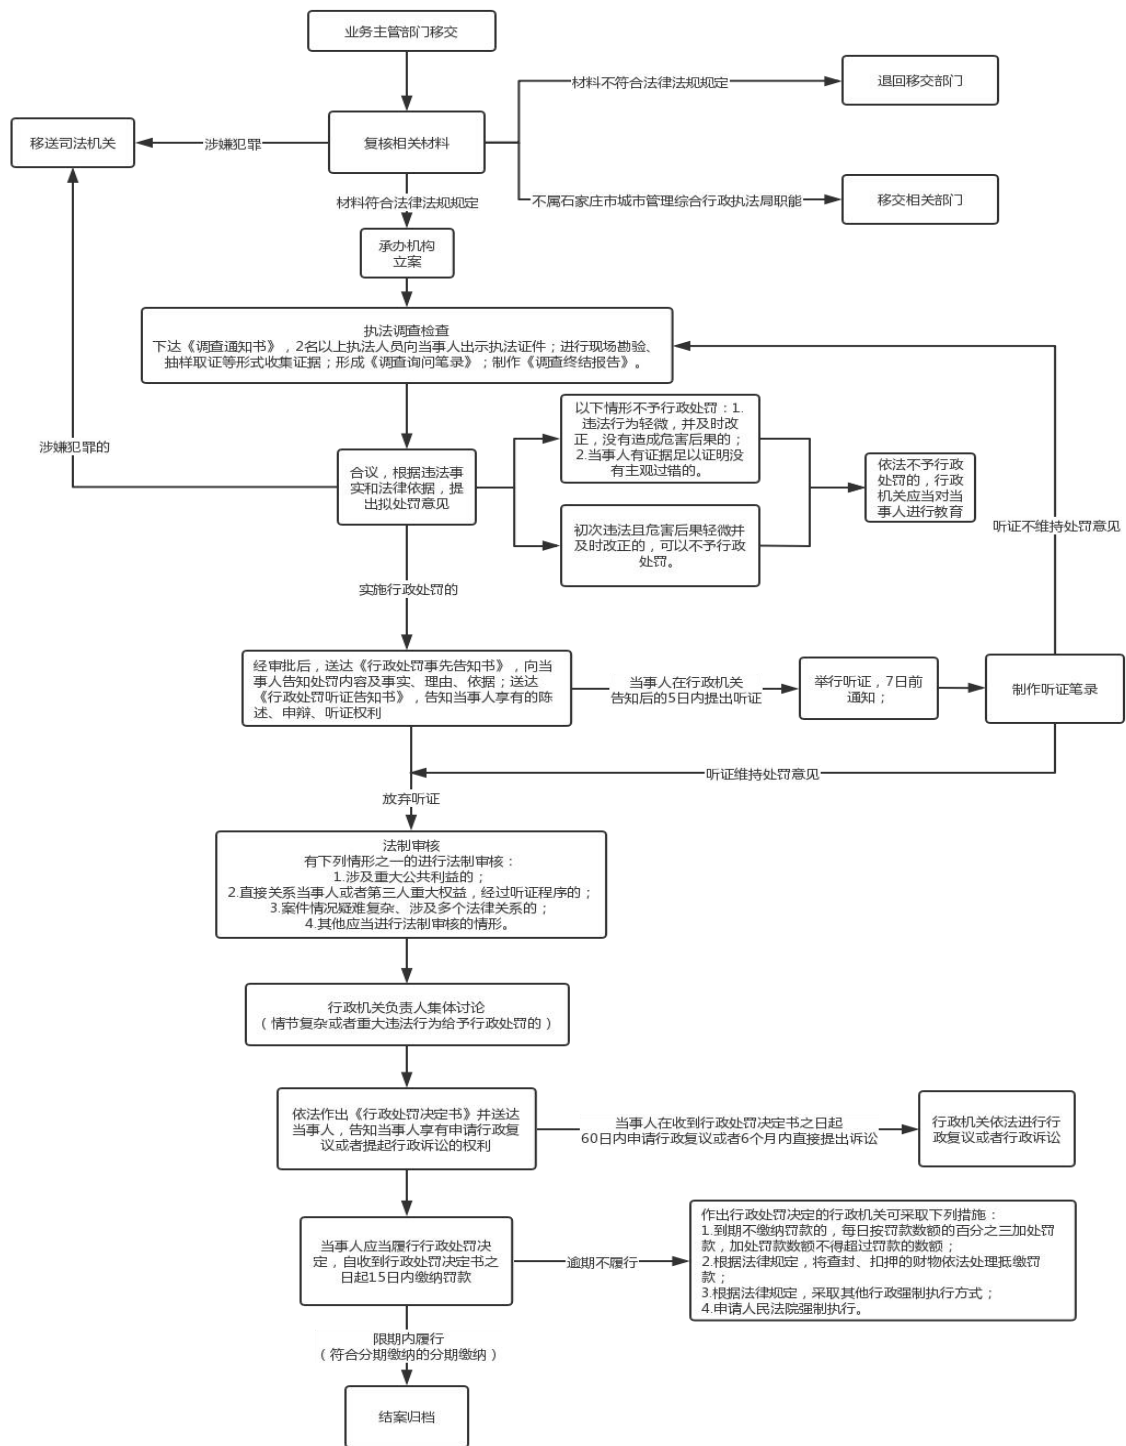 业务主管部门移交
材料不符合法律法规规定
退回移交部门
移送司法机关
涉嫌犯罪
复核相关材料
不属石家庄市城市管理综合行政执法局职能
移交相关部门
材料符合法律法规规定
承办机构
立案
执法调查检查
下达《调查通知书》，2名以上执法人员向当事人出示执法证件；进行现场勘验、
抽样取证等形式收集证据；形成《调查询问笔录》；制作《调查终结报告》。
以下情形不予行政处罚：1.
违法行为轻微，并及时改
正，没有造成危害后果的；
2.当事人有证据足以证明没
有主观过错的。
涉嫌犯罪的
合议，根据违法事
实和法律依据，提
出拟处罚意见
依法不予行政
处罚的，行政
机关应当对当
事人进行教育
初次违法且危害后果轻微并
及时改正的，可以不予行政
处罚。
听证不维持处罚意见
实施行政处罚的
经审批后，送达《行政处罚事先告知书》，向当
事人告知处罚内容及事实、理由、依据；送达
《行政处罚听证告知书》，告知当事人享有的陈
述、申辩、听证权利
当事人在行政机关
告知后的5日内提出听证
举行听证，7日前
通知；
制作听证笔录
听证维持处罚意见
放弃听证
法制审核
有下列情形之一的进行法制审核：
1.涉及重大公共利益的；
2.直接关系当事人或者第三人重大权益，经过听证程序的；
3.案件情况疑难复杂、涉及多个法律关系的；
4.其他应当进行法制审核的情形。
行政机关负责人集体讨论
（情节复杂或者重大违法行为给予行政处罚的）
依法作出《行政处罚决定书》并送达
当事人，告知当事人享有申请行政复
议或者提起行政诉讼的权利
当事人在收到行政处罚决定书之日起
60日内申请行政复议或者6个月内直接提出诉讼
行政机关依法进行行
政复议或者行政诉讼
当事人应当履行行政处罚决
定，自收到行政处罚决定书之
日起15日内缴纳罚款
逾期不履行
作出行政处罚决定的行政机关可采取下列措施：
1.到期不缴纳罚款的，每日按罚款数额的百分之三加处罚
款，加处罚款数额不得超过罚款的数额；
2.根据法律规定，将查封、扣押的财物依法处理抵缴罚
款；
3.根据法律规定，采取其他行政强制执行方式；
4.申请人民法院强制执行。
限期内履行
（符合分期缴纳的分期缴纳）
结案归档